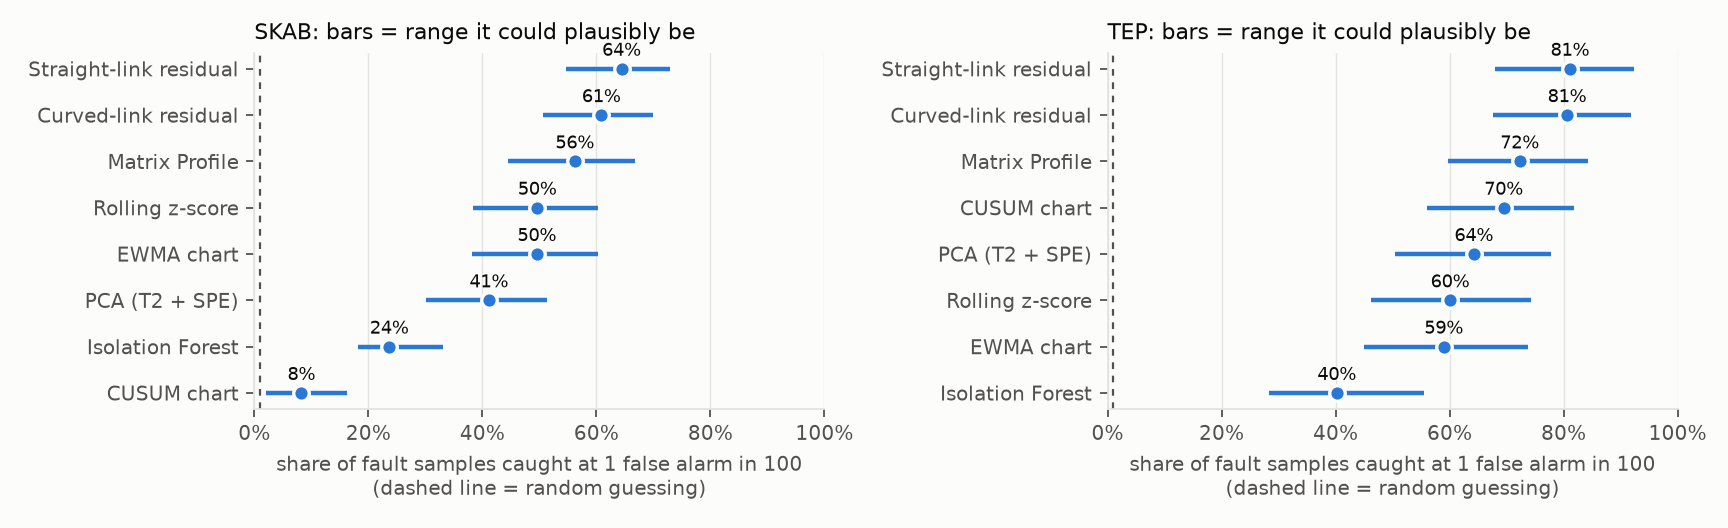 SKAB: bars = range it could plausibly be
64%
Straight-link residual
61%
Curved-link residual
56%
Matrix Profile
50%
Rolling z-score
50%
EWMA chart
41%
PCA (T2 + SPE)
24%
Isolation Forest
8%
CUSUM chart
0% 20% 40% 60% 80% 100%
share of fault samples caught at 1 false alarm in 100
(dashed line = random guessing)
TEP: bars = range it could plausibly be
81%
Straight-link residual
81%
Curved-link residual
72%
Matrix Profile
70%
CUSUM chart
64%
PCA (T2 + SPE)
60%
Rolling z-score
59%
EWMA chart
40%
Isolation Forest
0% 20% 40% 60% 80% 100%
share of fault samples caught at 1 false alarm in 100
(dashed line = random guessing)